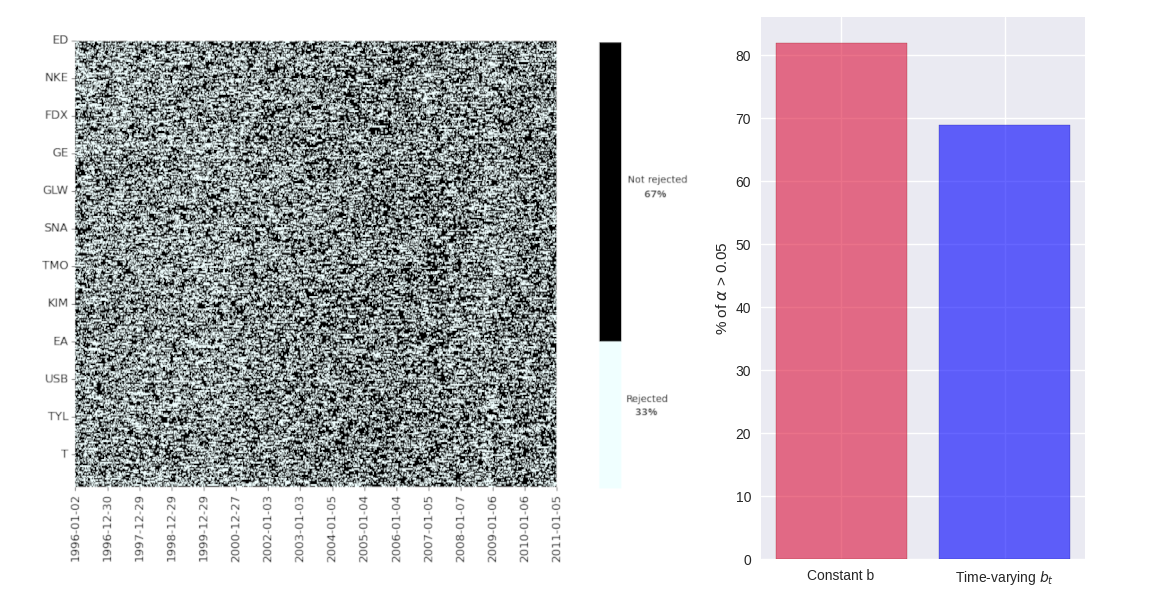 ED
NKE
FDX
GE
GLW
SNA
TMO
KIM
EA
USB
TYL
T
1996-01-02
1996-12-30
1997-12-29
1998-12-29
1999-12-29
2000-12-27
2002-01-03
2003-01-03
2004-01-05
2005-01-04
2006-01-04
2007-01-05
2008-01-07
2009-01-06
2010-01-06
2011-01-05
Not rejected
67%
Rejected
33%
% of α > 0.05
80
70
60
50
40
30
20
10
0
Constant b
Time-varying b_t